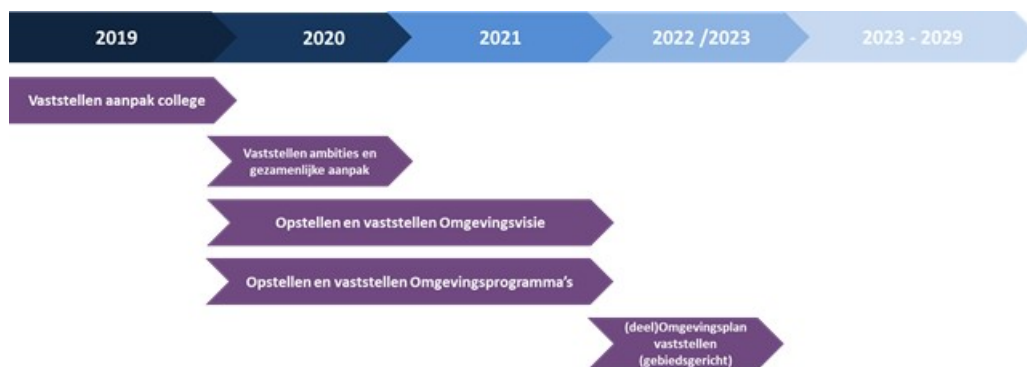 2019 2020 2021 2022 /2023 2023 - 2029
Vaststellen aanpak college
Vaststellen ambities en
gezamenlijke aanpak
Opstellen en vaststellen Omgevingsvisie
Opstellen en vaststellen Omgevingsprogramma's
(deel)Omgevingsplan
vaststellen
(gebiedsgericht)